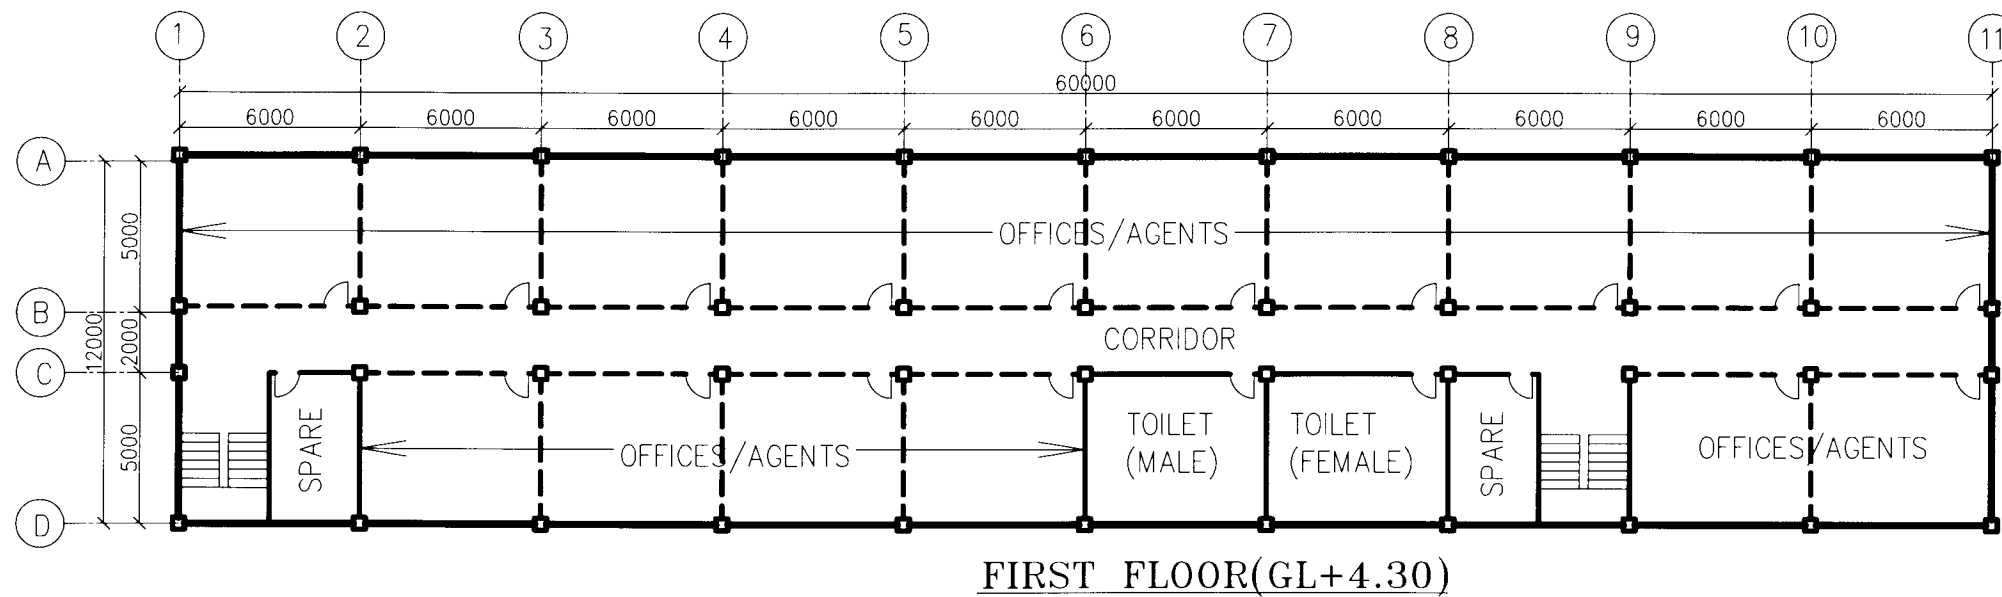 1 2 3 4 5 6 7 8 9 10 11
60000
6000 6000 6000 6000 6000 6000 6000 6000 6000 6000
A
5000
OFFICES/AGENTS
B
12000
2000
CORRIDOR
C
5000
SPARE
OFFICES/AGENTS
TOILET
(MALE)
TOILET
(FEMALE)
SPARE
OFFICES/AGENTS
D
FIRST FLOOR(GL+4.30)